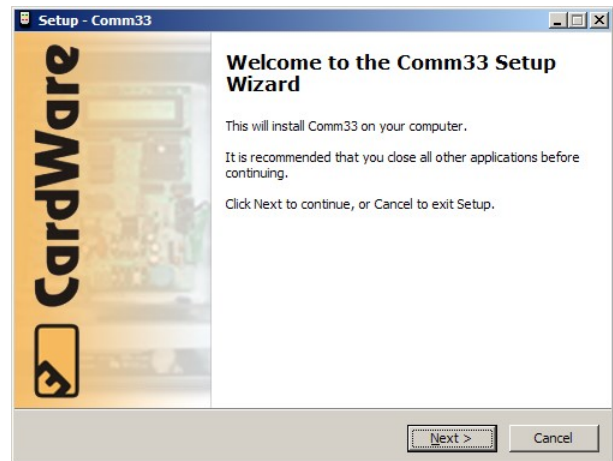 Setup - Comm33
CardWare
Welcome to the Comm33 Setup
Wizard
This will install Comm33 on your computer.
It is recommended that you close all other applications before
continuing.
Click Next to continue, or Cancel to exit Setup.
Next >
Cancel